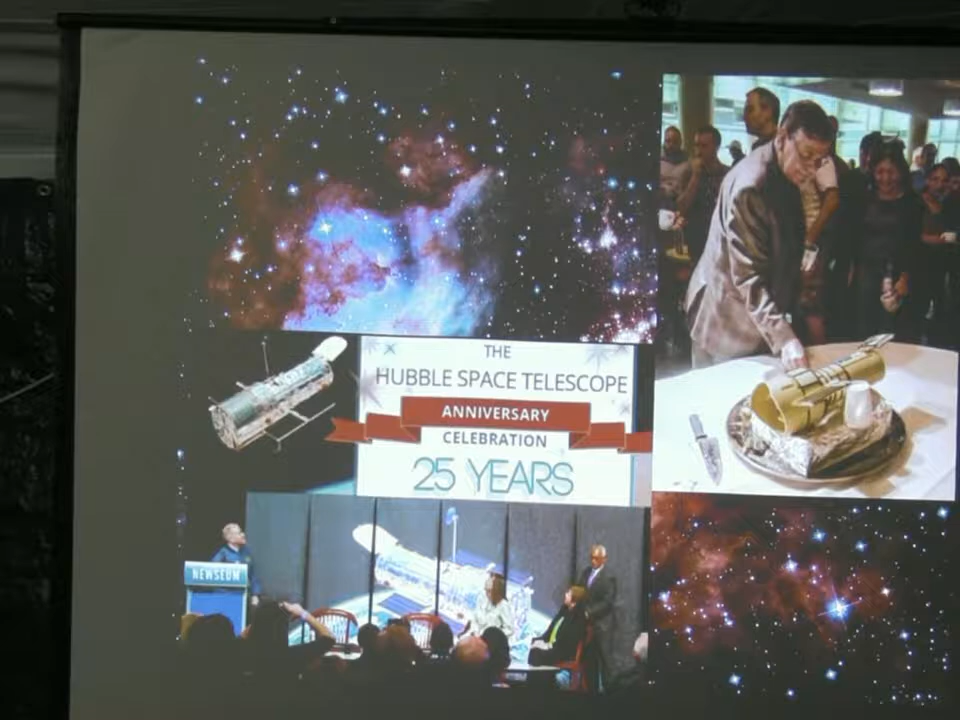 THE
HUBBLE SPACE TELESCOPE
ANNIVERSARY
CELEBRATION
25 YEARS
NEWSEUM